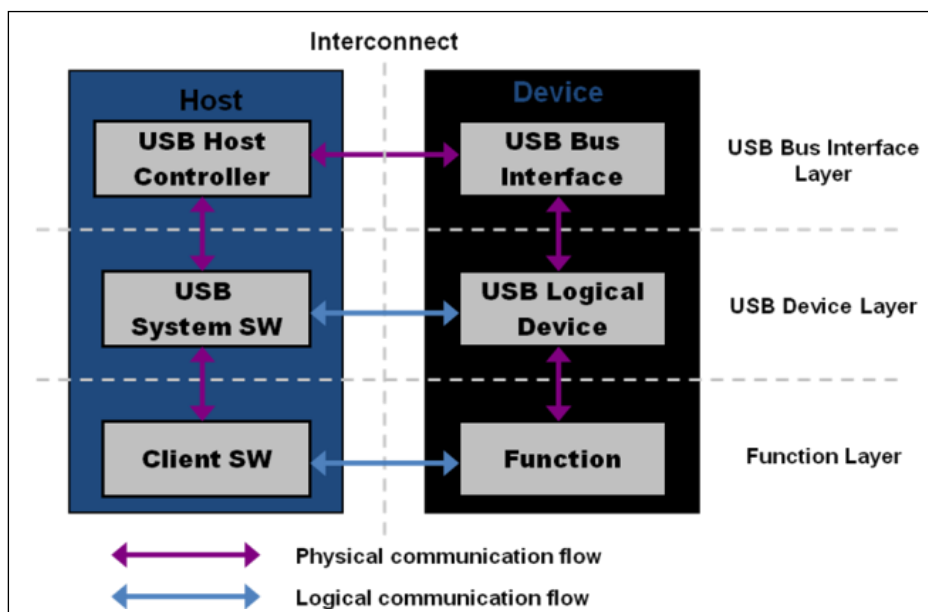 Interconnect
Host
Device
USB Host
Controller
USB Bus
Interface
USB Bus Interface
Layer
USB
System SW
USB Logical
Device
USB Device Layer
Client SW
Function
Function Layer
Physical communication flow
Logical communication flow